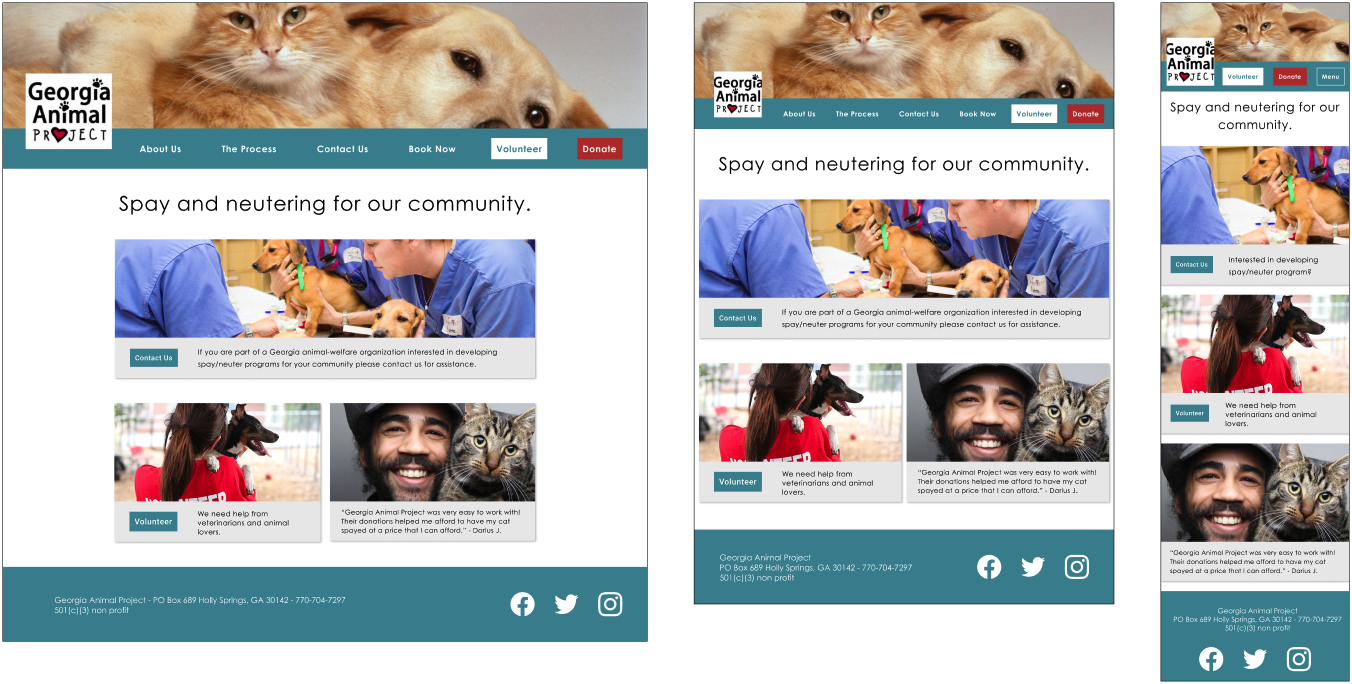 Georgia
Animal
PRJECT
About Us
The Process
Contact Us
Book Now
Volunteer
Donate
Spay and neutering for our community.
Contact Us
If you are part of a Georgia animal-welfare organization interested in developing
spay/neuter programs for your community please contact us for assistance.
Volunteer
We need help from
veterinarians and animal
lovers.
“Georgia Animal Project was very easy to work with!
Their donations helped me afford to have my cat
spayed at a price that I can afford.” - Darius J.
Georgia Animal Project - PO Box 689 Holly Springs, GA 30142 - 770-704-7297
501(c)(3) non profit
Georgia
Animal
PRJECT
About Us
The Process
Contact Us
Book Now
Volunteer
Donate
Spay and neutering for our community.
Contact Us
If you are part of a Georgia animal-welfare organization interested in developing
spay/neuter programs for your community please contact us for assistance.
Volunteer
We need help from
veterinarians and animal
lovers.
“Georgia Animal Project was very easy to work with!
Their donations helped me afford to have my cat
spayed at a price that I can afford.” - Darius J.
Georgia Animal Project
PO Box 689 Holly Springs, GA 30142 - 770-704-7297
501(c)(3) non profit
Georgia
Animal
PRJECT
Volunteer
Donate
Menu
Spay and neutering for our
community.
Contact Us
Interested in developing
spay/neuter program?
Volunteer
We need help from
veterinarians and animal
lovers.
“Georgia Animal Project was very easy to work with!
Their donations helped me afford to have my cat
spayed at a price that I can afford.” - Darius J.
Georgia Animal Project
PO Box 689 Holly Springs, GA 30142 - 770-704-7297
501(c)(3) non profit